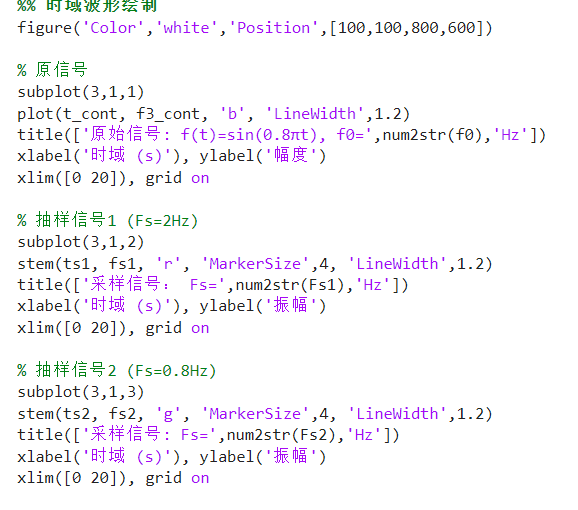 %% 时域波形绘制
figure('Color','white','Position',[100,100,800,600])
% 原信号
subplot(3,1,1)
plot(t_cont, f3_cont, 'b', 'LineWidth',1.2)
title(['原始信号: f(t)=sin(0.8πt), f0=',num2str(f0),'Hz'])
xlabel('时域 (s)'), ylabel('幅度')
xlim([0 20]), grid on
% 抽样信号1 (Fs=2Hz)
subplot(3,1,2)
stem(ts1, fs1, 'r', 'MarkerSize',4, 'LineWidth',1.2)
title(['采样信号： Fs=',num2str(Fs1),'Hz'])
xlabel('时域 (s)'), ylabel('振幅')
xlim([0 20]), grid on
% 抽样信号2 (Fs=0.8Hz)
subplot(3,1,3)
stem(ts2, fs2, 'g', 'MarkerSize',4, 'LineWidth',1.2)
title(['采样信号: Fs=',num2str(Fs2),'Hz'])
xlabel('时域 (s)'), ylabel('振幅')
xlim([0 20]), grid on